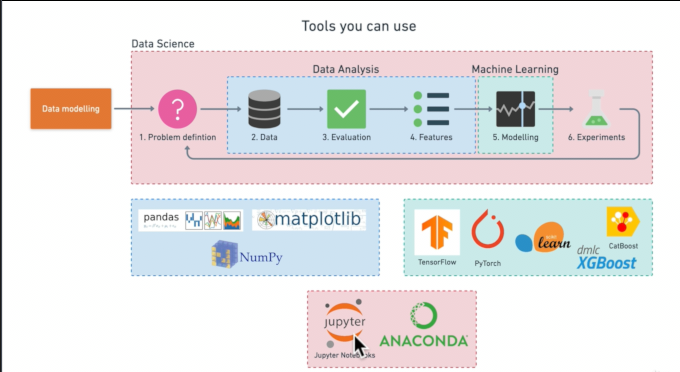 Tools you can use
Data Science
Data Analysis
Machine Learning
Data modelling
?
1. Problem defintion
2. Data
3. Evaluation
4. Features
5. Modelling
6. Experiments
pandas
matplotlib
NumPy
TensorFlow
PyTorch
learn
CatBoost
dmlc
XGBoost
jupyter
Jupyter Noteb ks
ANACONDA